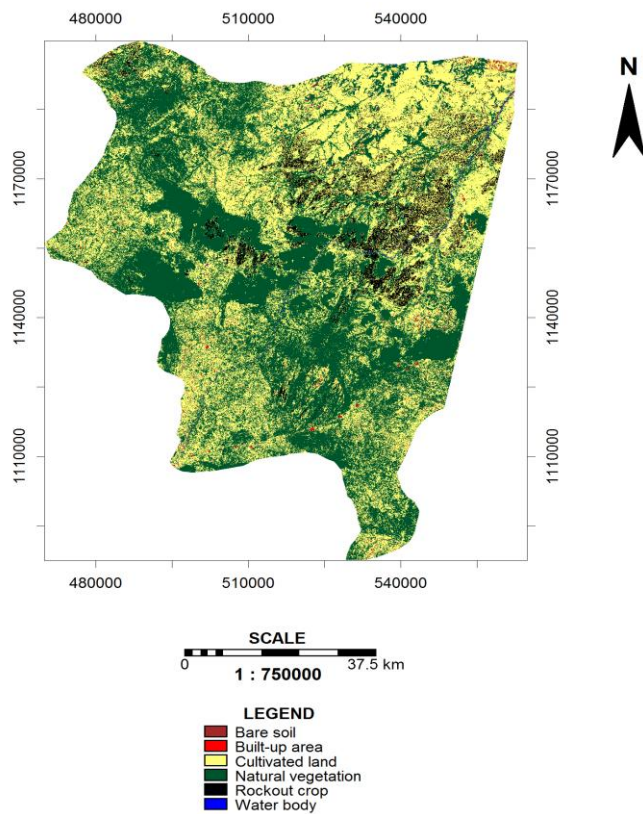 480000 510000 540000
N
1170000 1170000
1140000 1140000
1110000 1110000
480000 510000 540000
SCALE
0 37.5 km
1 : 750000
LEGEND
Bare soil
Built-up area
Cultivated land
Natural vegetation
Rockout crop
Water body